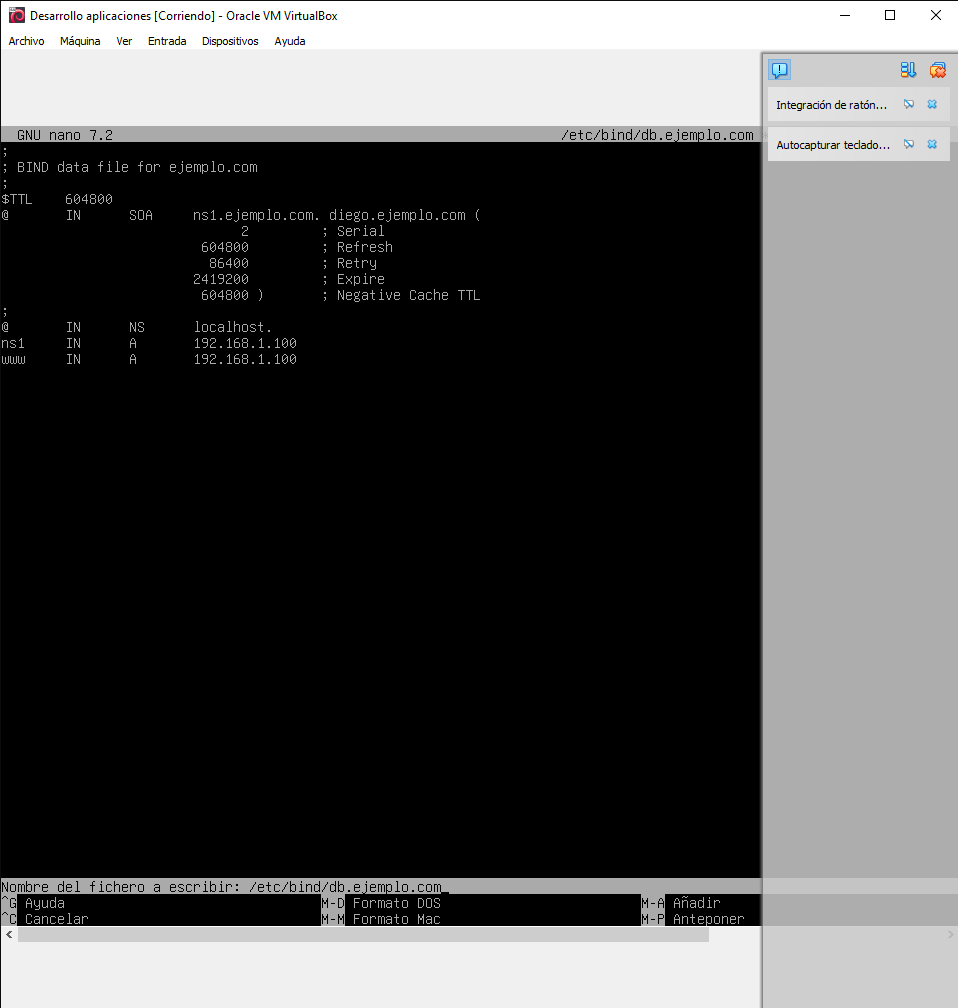 Desarrollo aplicaciones [Corriendo] - Oracle VM VirtualBox
Archivo Máquina Ver Entrada Dispositivos Ayuda
Integración de ratón...
Autocapturar teclado...
GNU nano 7.2 /etc/bind/db.ejemplo.com
;
; BIND data file for ejemplo.com
;
$TTL 604800
@ IN SOA ns1.ejemplo.com. diego.ejemplo.com (
2 ; Serial
604800 ; Refresh
86400 ; Retry
2419200 ; Expire
604800 ) ; Negative Cache TTL
;
@ IN NS localhost.
ns1 IN A 192.168.1.100
www IN A 192.168.1.100
Nombre del fichero a escribir: /etc/bind/db.ejemplo.com_
^G Ayuda M-D Formato DOS M-A Añadir
^C Cancelar M-M Formato Mac M-P Anteponer